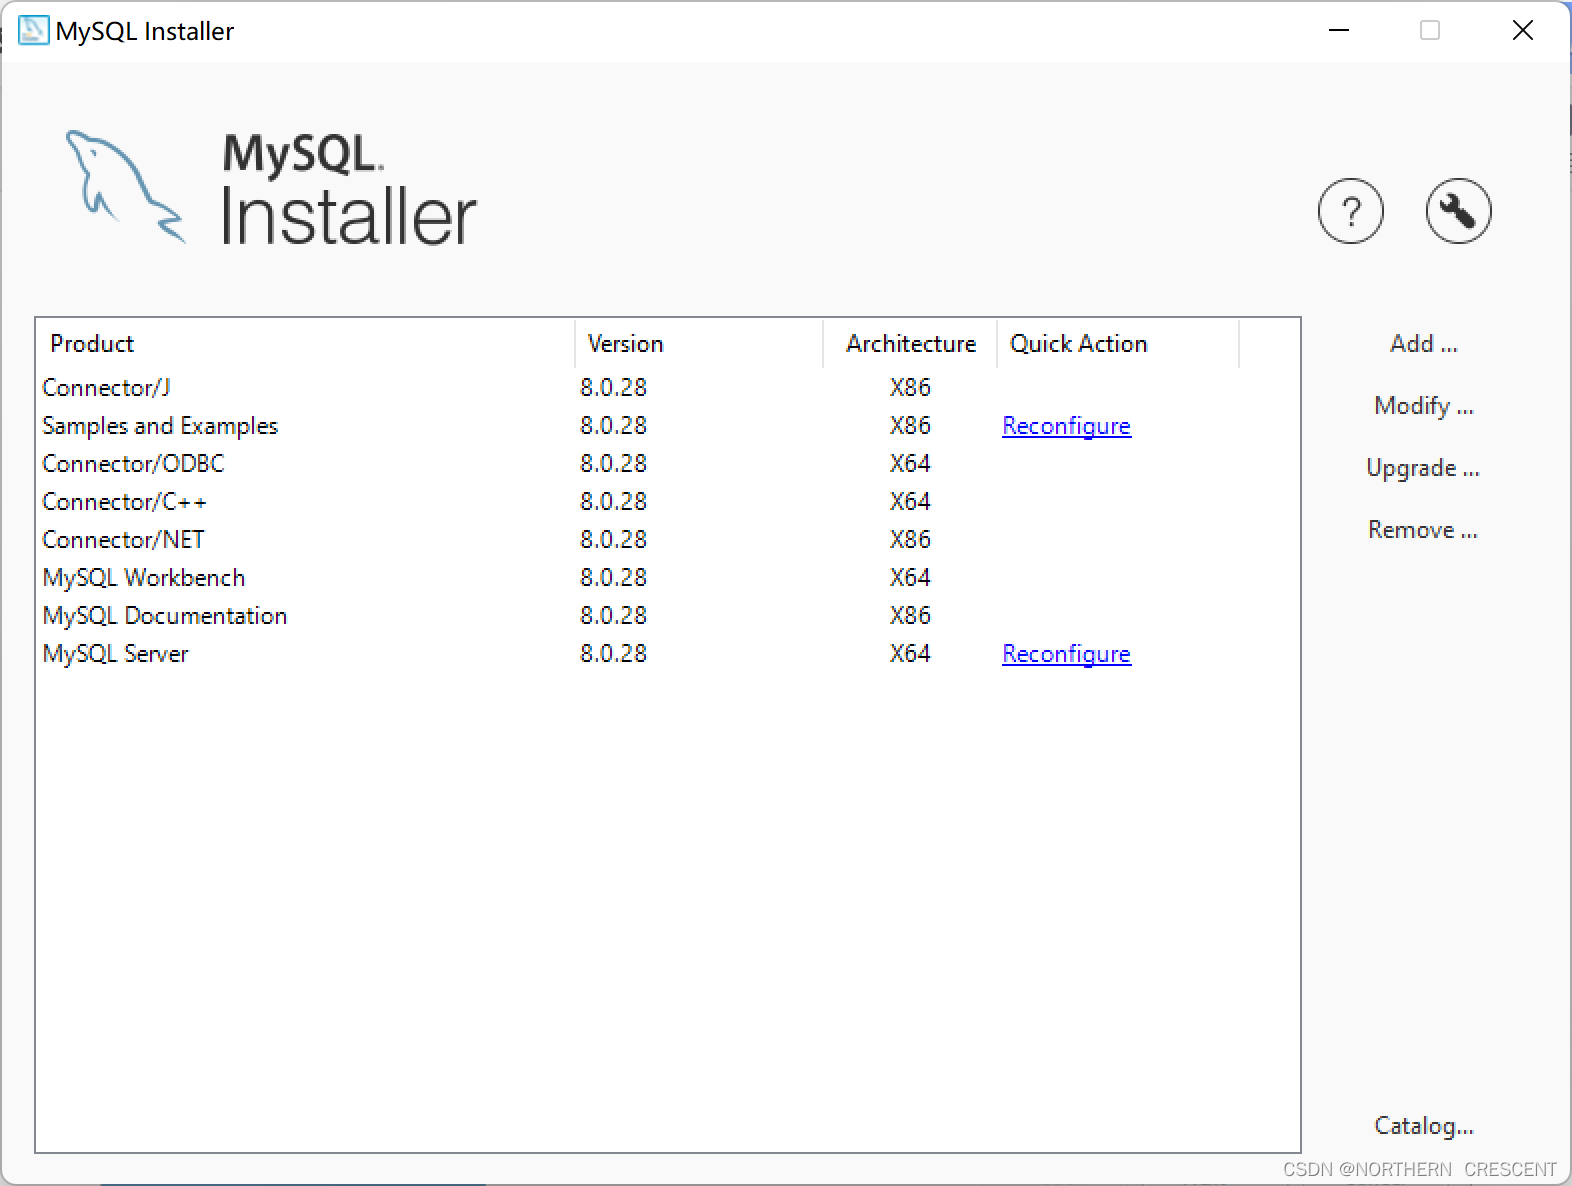 MySQL Installer
MySQL.
Installer
?
Product Version Architecture Quick Action
Connector/J 8.0.28 X86
Samples and Examples 8.0.28 X86 Reconfigure
Connector/ODBC 8.0.28 X64
Connector/C++ 8.0.28 X64
Connector/NET 8.0.28 X86
MySQL Workbench 8.0.28 X64
MySQL Documentation 8.0.28 X86
MySQL Server 8.0.28 X64 Reconfigure
Add ...
Modify ...
Upgrade ...
Remove ...
Catalog...
CSDN @NORTHERN_CRESCENT